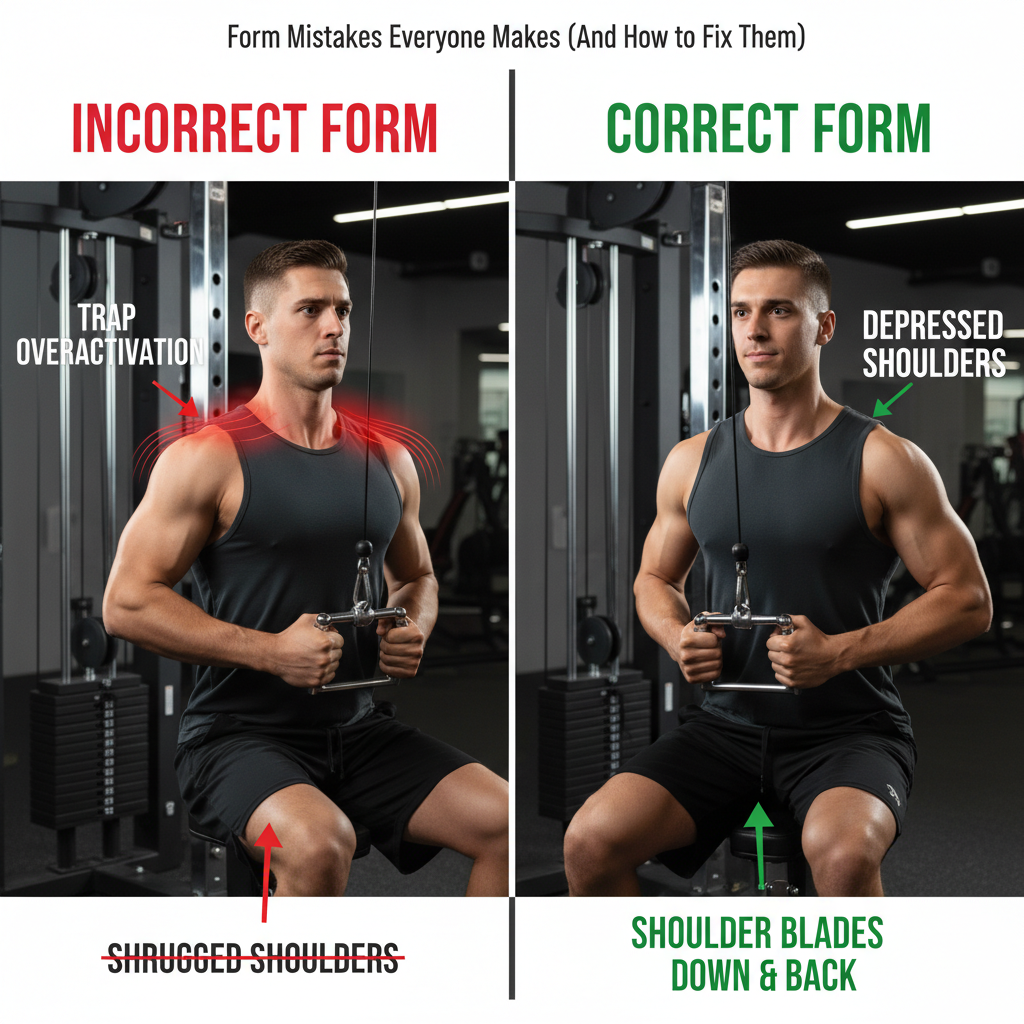 Form Mistakes Everyone Makes (And How to Fix Them)
INCORRECT FORM
CORRECT FORM
TRAP
OVERACTIVATION
DEPRESSED
SHOULDERS
SHRUGGED SHOULDERS
SHOULDER BLADES
DOWN & BACK